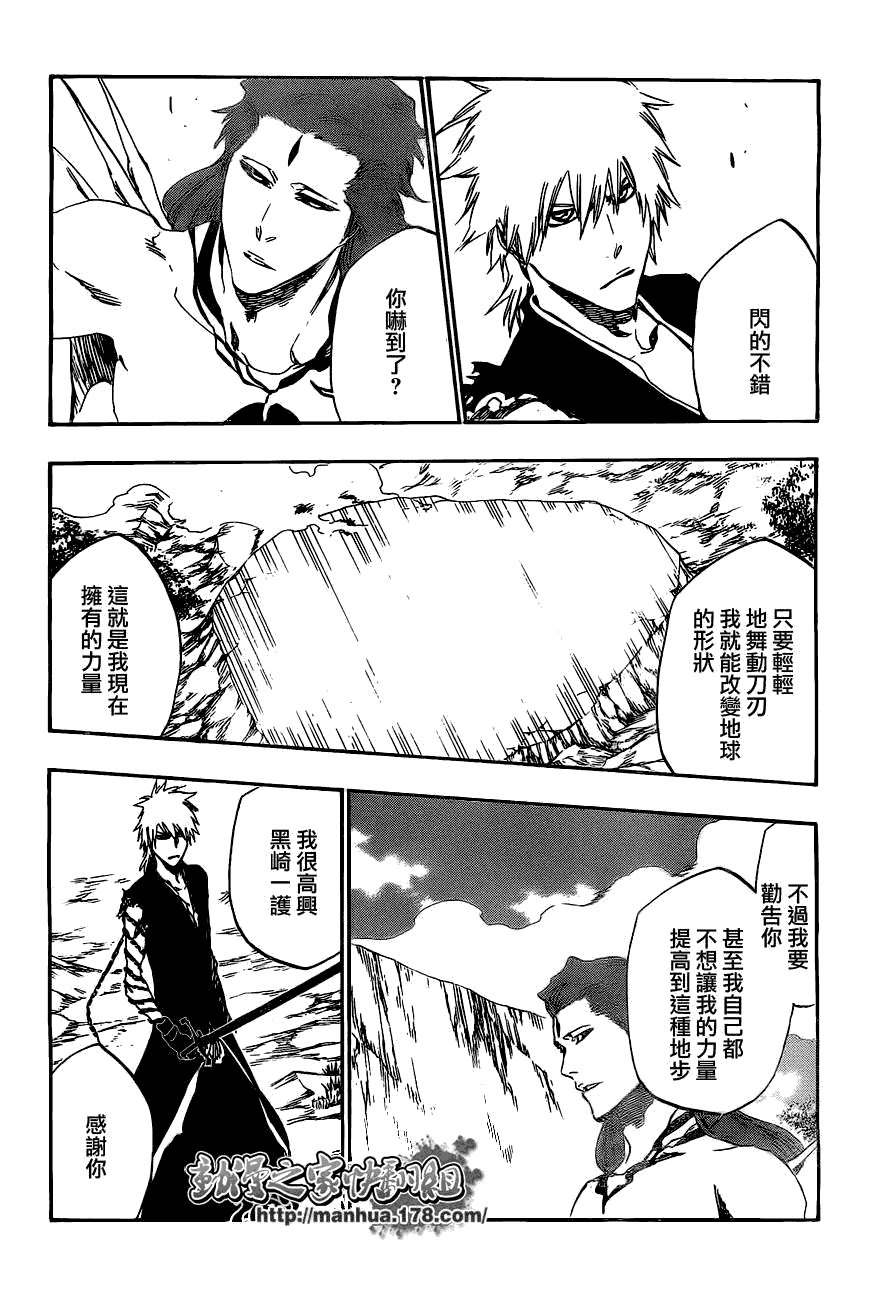 閃的不錯
你嚇到了?
只要輕輕
地舞動刀刃
我就能改變地球
的形狀
這就是我現在
擁有的力量
不過我要
勸告你
甚至我自己都
不想讓我的力量
提高到這種地步
我很高興
黑崎一護
感謝你
動漫之家快翻組
http://manhua.178.com/